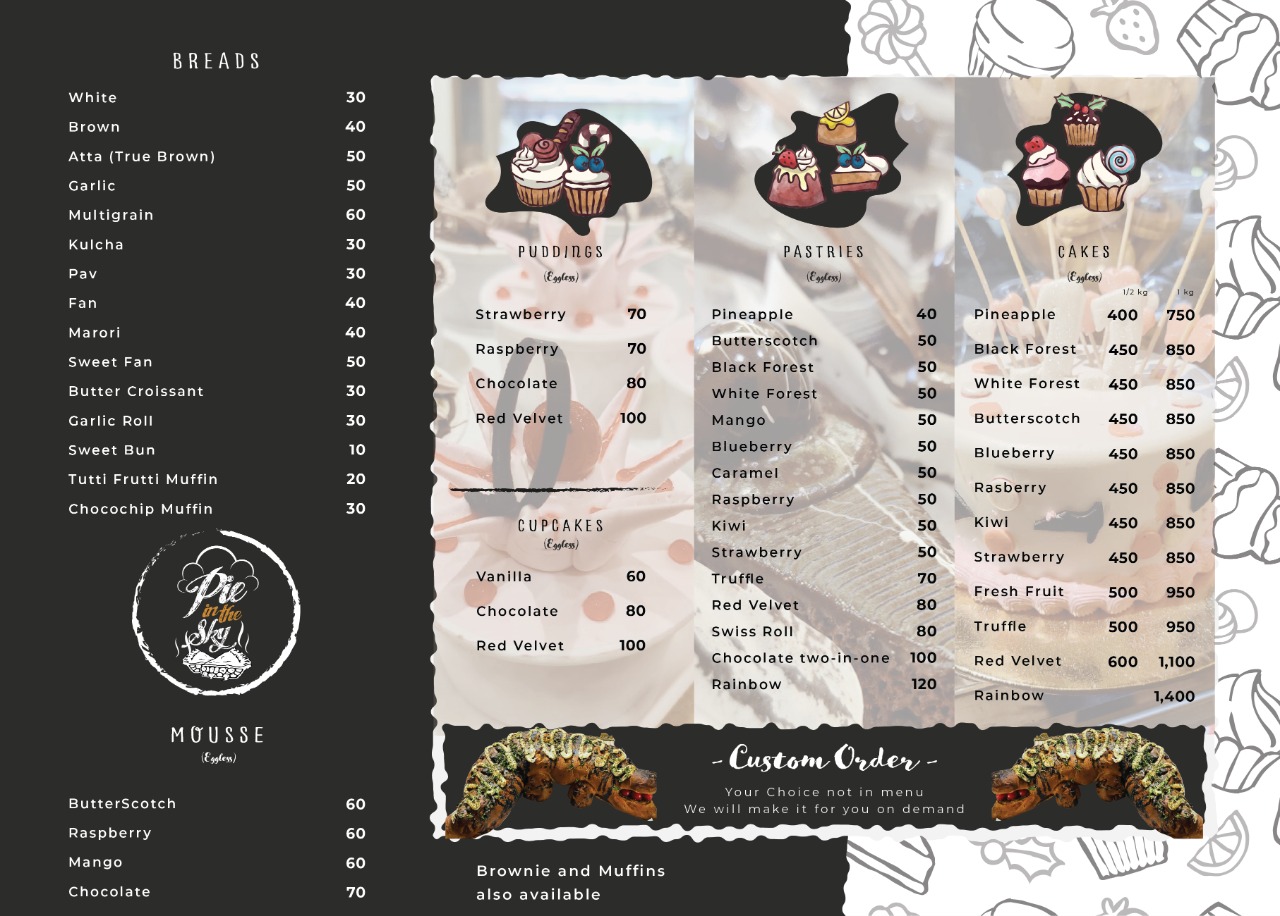 BREADS
White 30
Brown 40
Atta (True Brown) 50
Garlic 50
Multigrain 60
Kulcha 30
Pav 30
Fan 40
Marori 40
Sweet Fan 50
Butter Croissant 30
Garlic Roll 30
Sweet Bun 10
Tutti Frutti Muffin 20
Chocochip Muffin 30
Pie
in the
Sky
MOUSSE
(Eggless)
ButterScotch 60
Raspberry 60
Mango 60
Chocolate 70
PUDDINGS
(Eggless)
Strawberry 70
Raspberry 70
Chocolate 80
Red Velvet 100
CUPCAKES
(Eggless)
Vanilla 60
Chocolate 80
Red Velvet 100
PASTRIES
(Eggless)
Pineapple 40
Butterscotch 50
Black Forest 50
White Forest 50
Mango 50
Blueberry 50
Caramel 50
Raspberry 50
Kiwi 50
Strawberry 50
Truffle 70
Red Velvet 80
Swiss Roll 80
Chocolate two-in-one 100
Rainbow 120
CAKES
(Eggless)
1/2 kg 1 kg
Pineapple 400 750
Black Forest 450 850
White Forest 450 850
Butterscotch 450 850
Blueberry 450 850
Rasberry 450 850
Kiwi 450 850
Strawberry 450 850
Fresh Fruit 500 950
Truffle 500 950
Red Velvet 600 1,100
Rainbow 1,400
- Custom Order -
Your Choice not in menu
We will make it for you on demand
Brownie and Muffins
also available